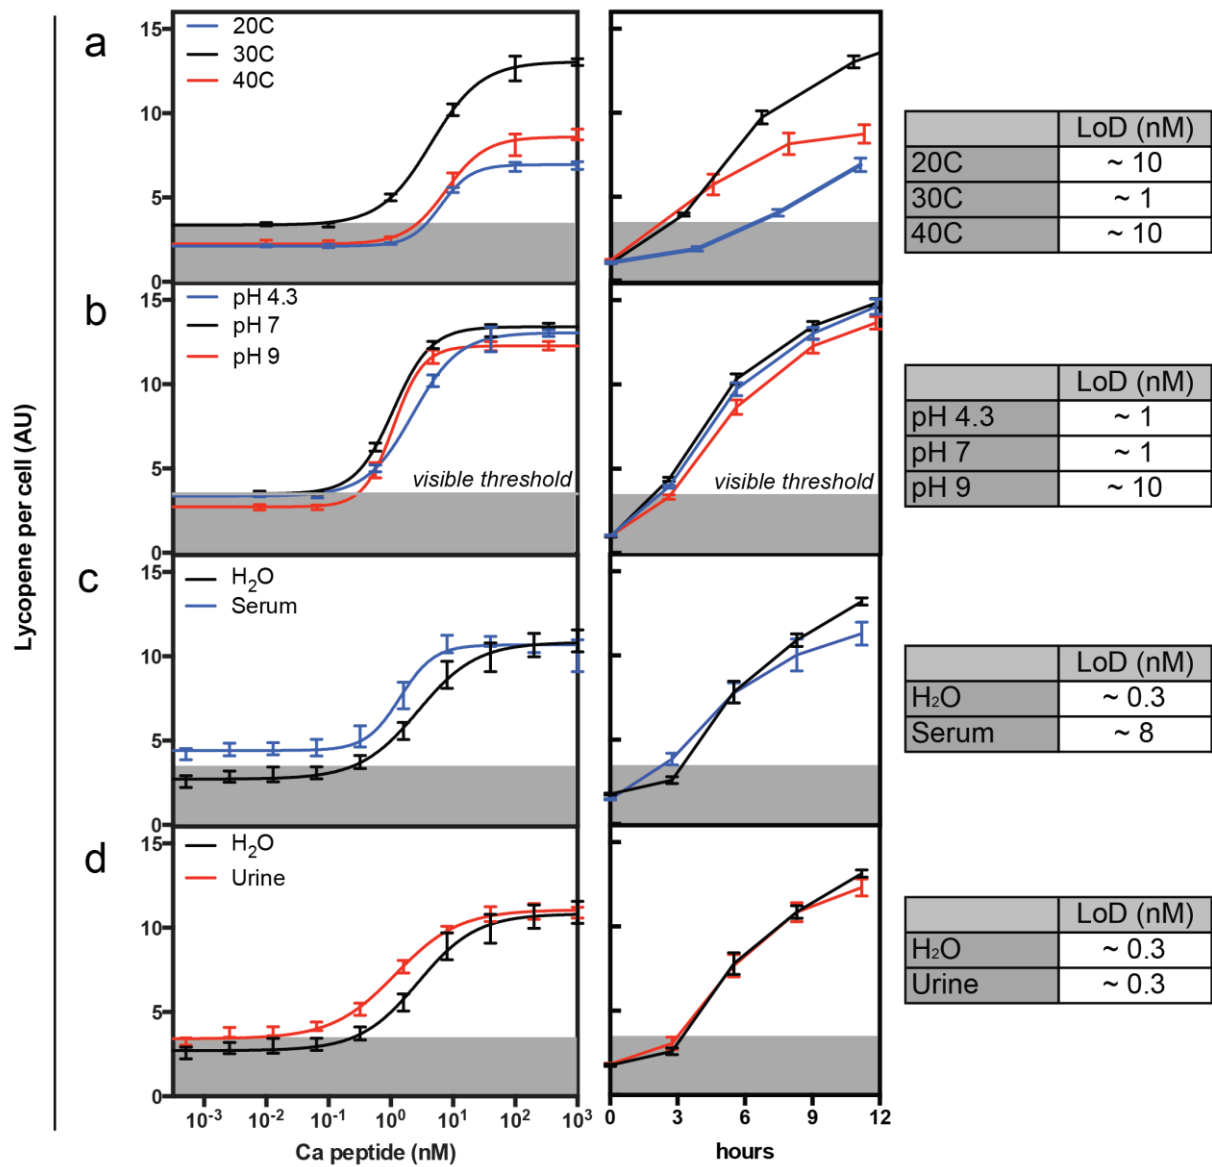 Lycopene per cell (AU)
a
15
10
5
0
20C
30C
40C
LoD (nM)
20C ~ 10
30C ~ 1
40C ~ 10
b
15
10
5
0
pH 4.3
pH 7
pH 9
visible threshold
visible threshold
LoD (nM)
pH 4.3 ~ 1
pH 7 ~ 1
pH 9 ~ 10
c
15
10
5
0
H₂O
Serum
LoD (nM)
H₂O ~ 0.3
Serum ~ 8
d
15
10
5
0
H₂O
Urine
LoD (nM)
H₂O ~ 0.3
Urine ~ 0.3
10⁻³ 10⁻² 10⁻¹ 10⁰ 10¹ 10² 10³
Ca peptide (nM)
0 3 6 9 12
hours